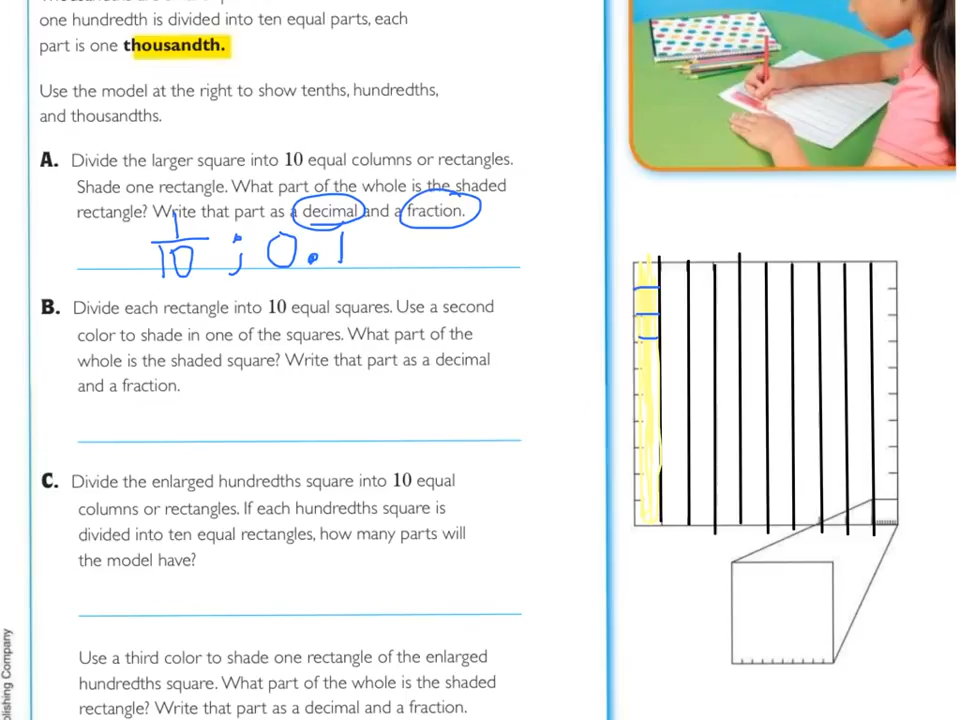 one hundredth is divided into ten equal parts, each
part is one thousandth.
Use the model at the right to show tenths, hundredths,
and thousandths.
A. Divide the larger square into 10 equal columns or rectangles.
Shade one rectangle. What part of the whole is the shaded
rectangle? Write that part as a decimal and a fraction.
1/10 ; 0.1
B. Divide each rectangle into 10 equal squares. Use a second
color to shade in one of the squares. What part of the
whole is the shaded square? Write that part as a decimal
and a fraction.
C. Divide the enlarged hundredths square into 10 equal
columns or rectangles. If each hundredths square is
divided into ten equal rectangles, how many parts will
the model have?
Use a third color to shade one rectangle of the enlarged
hundredths square. What part of the whole is the shaded
rectangle? Write that part as a decimal and a fraction.
lishing Company